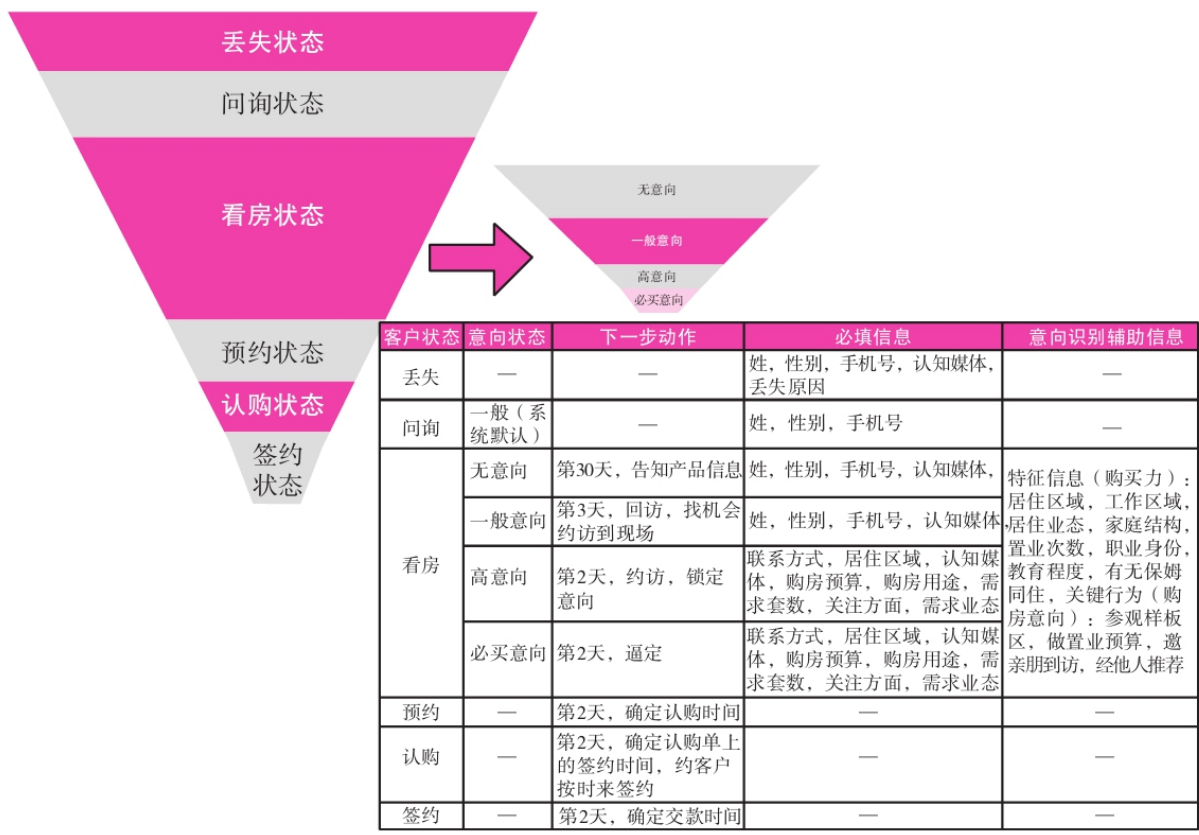 丢失状态
问询状态
看房状态
预约状态
认购状态
签约
状态
无意向
一般意向
高意向
必买意向
客户状态 意向状态 下一步动作 必填信息 意向识别辅助信息
丢失 — — 姓，性别，手机号，认知媒体，
丢失原因 —
问询 一般（系
统默认） — 姓，性别，手机号 —
看房
无意向 第30天，告知产品信息 姓，性别，手机号，认知媒体，
一般意向 第3天，回访，找机会
约访到现场 姓，性别，手机号，认知媒体
高意向 第2天，约访，锁定
意向 联系方式，居住区域，认知媒
体，购房预算，购房用途，需
求套数，关注方面，需求业态
必买意向 第2天，逼定 联系方式，居住区域，认知媒
体，购房预算，购房用途，需
求套数，关注方面，需求业态
特征信息（购买力）：
居住区域，工作区域，
居住业态，家庭结构，
置业次数，职业身份，
教育程度，有无保姆
同住，关键行为（购
房意向）：参观样板
区，做置业预算，邀
亲朋到访，经他人推荐
预约 — 第2天，确定认购时间 — —
认购 — 第2天，确定认购单上
的签约时间，约客户
按时来签约 — —
签约 — 第2天，确定交款时间